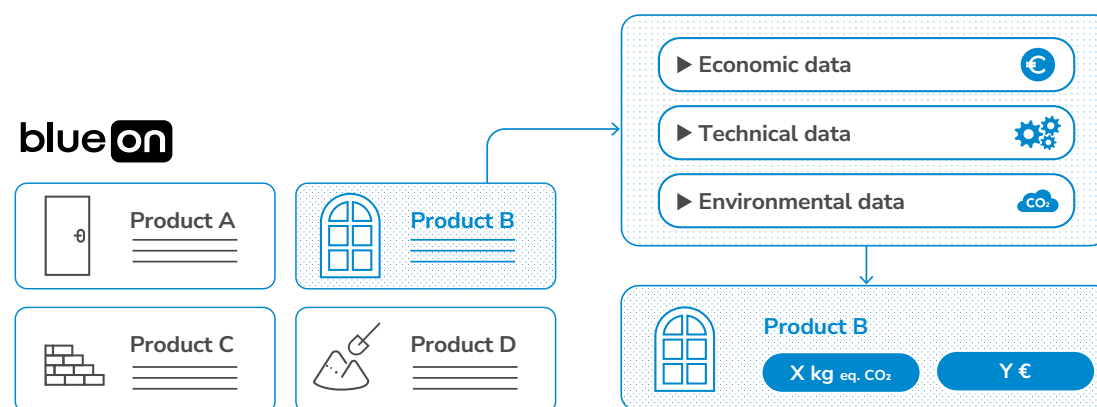 blueon
Product A
Product B
Product C
Product D
Economic data
€
Technical data
Environmental data
CO₂
Product B
X kg eq. CO₂
Y €